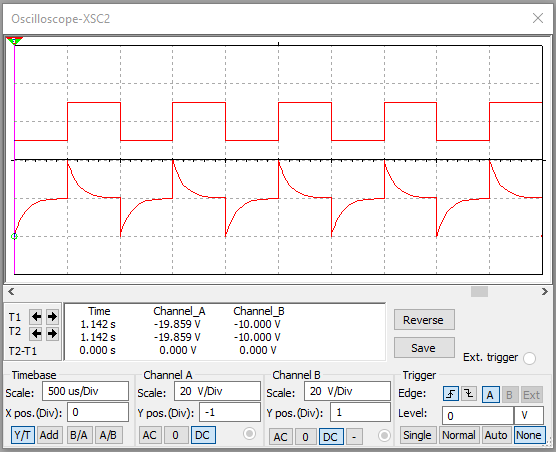 Oscilloscope-XSC2
T1
T2
T2-T1
Time Channel_A Channel_B
1.142 s -19.859 V -10.000 V
1.142 s -19.859 V -10.000 V
0.000 s 0.000 V 0.000 V
Reverse
Save
Ext. trigger
Timebase
Scale: 500 us/Div
X pos.(Div): 0
Y/T Add B/A A/B
Channel A
Scale: 20 V/Div
Y pos.(Div): -1
AC 0 DC
Channel B
Scale: 20 V/Div
Y pos.(Div): 1
AC 0 DC -
Trigger
Edge: A B Ext
Level: 0 V
Single Normal Auto None